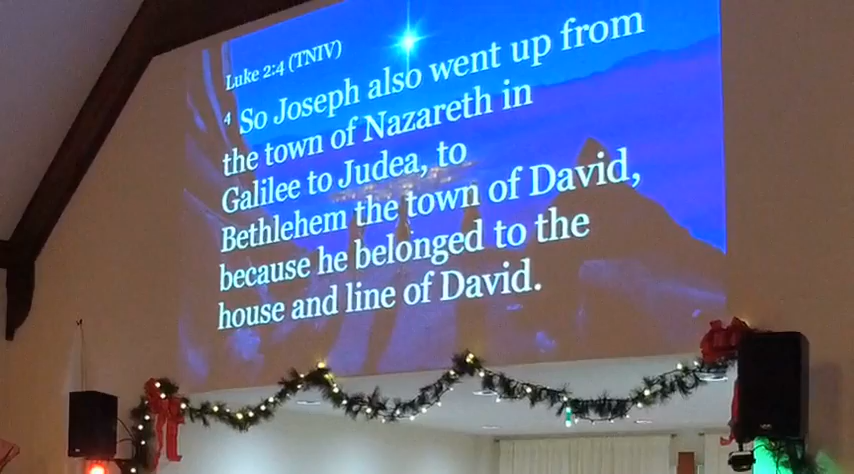 Luke 2:4 (TNIV)
4 So Joseph also went up from
the town of Nazareth in
Galilee to Judea, to
Bethlehem the town of David,
because he belonged to the
house and line of David.